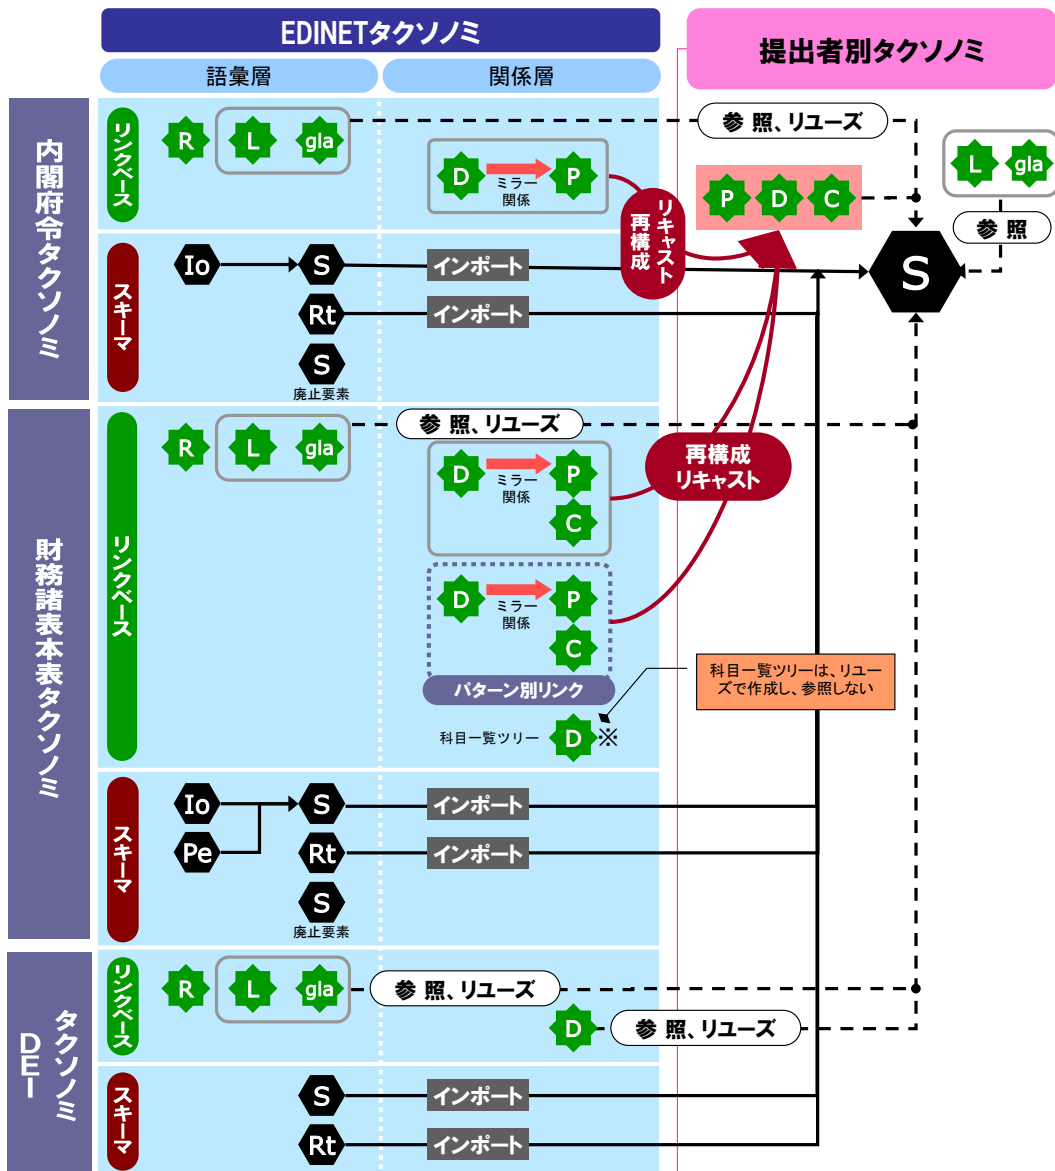 EDINETタクソノミ
提出者別タクソノミ
語彙層
関係層
内閣府令タクソノミ
リンクベース
R
L
gla
参照、リユーズ
D
ミラー
関係
P
リキャスト
再構成
P
D
C
L
gla
参照
S
スキーマ
Io
S
インポート
Rt
インポート
S
廃止要素
財務諸表本表タクソノミ
リンクベース
R
L
gla
参照、リユーズ
D
ミラー
関係
P
C
再構成
リキャスト
D
ミラー
関係
P
C
パターン別リンク
科目一覧ツリーは、リユー
ズで作成し、参照しない
科目一覧ツリー
D
※
スキーマ
Io
S
インポート
Pe
Rt
インポート
S
廃止要素
DEI
タクソノミ
リンクベース
R
L
gla
参照、リユーズ
D
参照、リユーズ
スキーマ
S
インポート
Rt
インポート